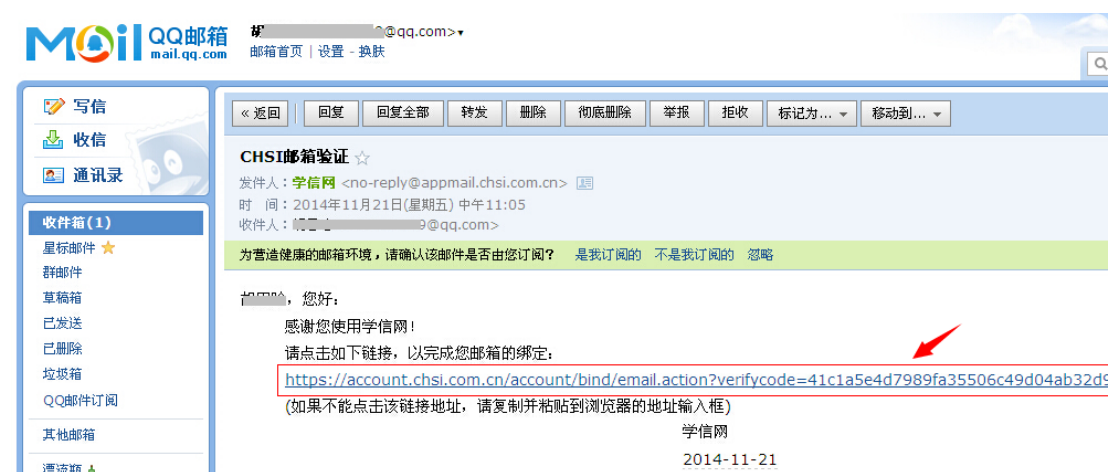 MOil QQ邮箱
mail.qq.com
@qq.com>
邮箱首页 | 设置 - 换肤
写信
收信
通讯录
收件箱(1)
星标邮件
群邮件
草稿箱
已发送
已删除
垃圾箱
QQ邮件订阅
其他邮箱
漂流瓶
« 返回 回复 回复全部 转发 删除 彻底删除 举报 拒收 标记为... 移动到...
CHSI邮箱验证
发件人：学信网 <no-reply@appmail.chsi.com.cn>
时 间：2014年11月21日(星期五) 中午11:05
收件人： 9@qq.com>
为营造健康的邮箱环境，请确认该邮件是否由您订阅？ 是我订阅的 不是我订阅的 忽略
，您好：
感谢您使用学信网！
请点击如下链接，以完成您邮箱的绑定：
https://account.chsi.com.cn/account/bind/email.action?verifycode=41c1a5e4d7989fa35506c49d04ab32d9
(如果不能点击该链接地址，请复制并粘贴到浏览器的地址输入框)
学信网
2014-11-21